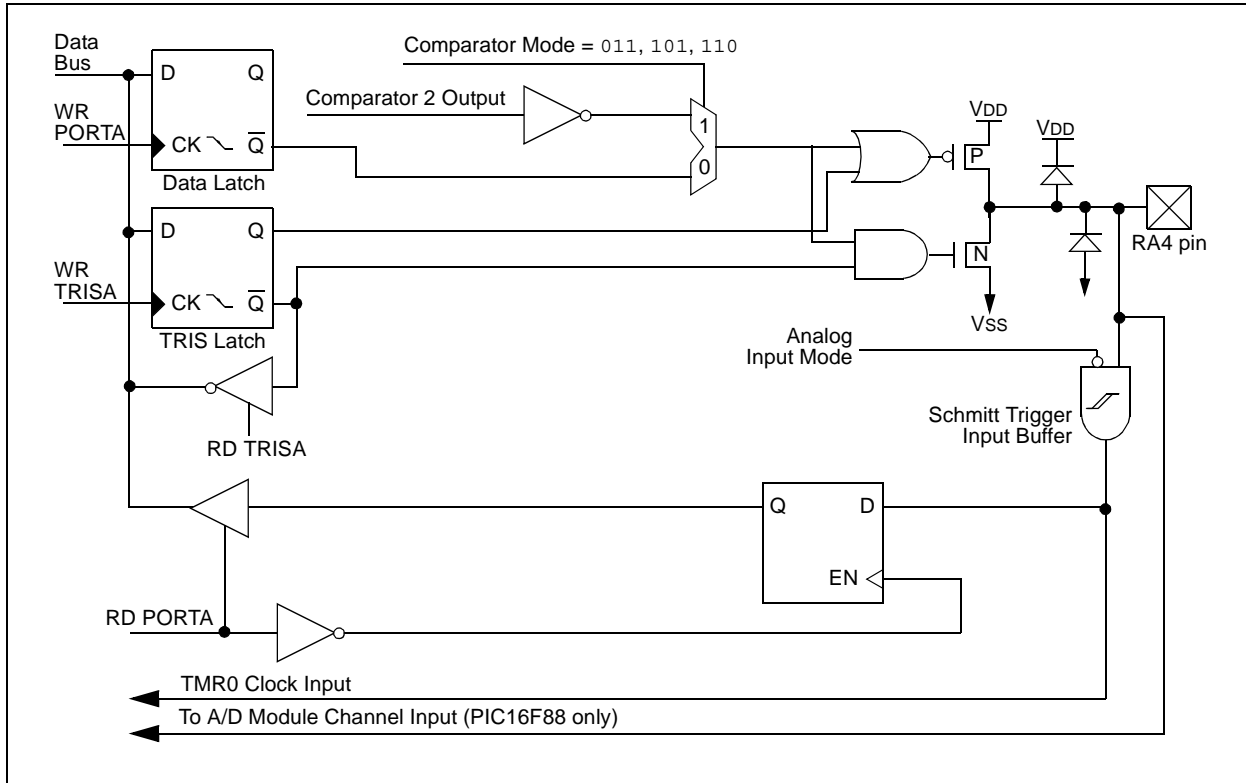 Data
Bus
Comparator Mode = 011, 101, 110
D Q
Comparator 2 Output
WR
PORTA
CK Q̅
Data Latch
1
0
VDD
P
VDD
RA4 pin
D Q
WR
TRISA
CK Q̅
TRIS Latch
N
VSS
Analog
Input Mode
Schmitt Trigger
Input Buffer
RD TRISA
Q D
EN
RD PORTA
TMR0 Clock Input
To A/D Module Channel Input (PIC16F88 only)